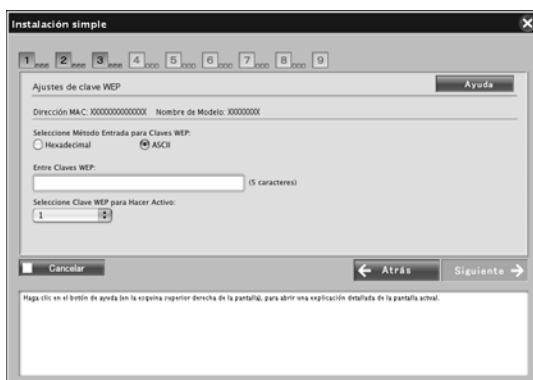 Instalación simple
1 2 3 4 5 6 7 8 9
Ajustes de clave WEP
Ayuda
Dirección MAC: XXXXXXXXXXXXXX Nombre de Modelo: XXXXXXXX
Seleccione Método Entrada para Claves WEP:
Hexadecimal ASCII
Entre Claves WEP:
(5 caracteres)
Seleccione Clave WEP para Hacer Activo:
1
Cancelar
Atrás
Siguiente
Haga clic en el botón de ayuda (en la esquina superior derecha de la pantalla), para abrir una explicación detallada de la pantalla actual.